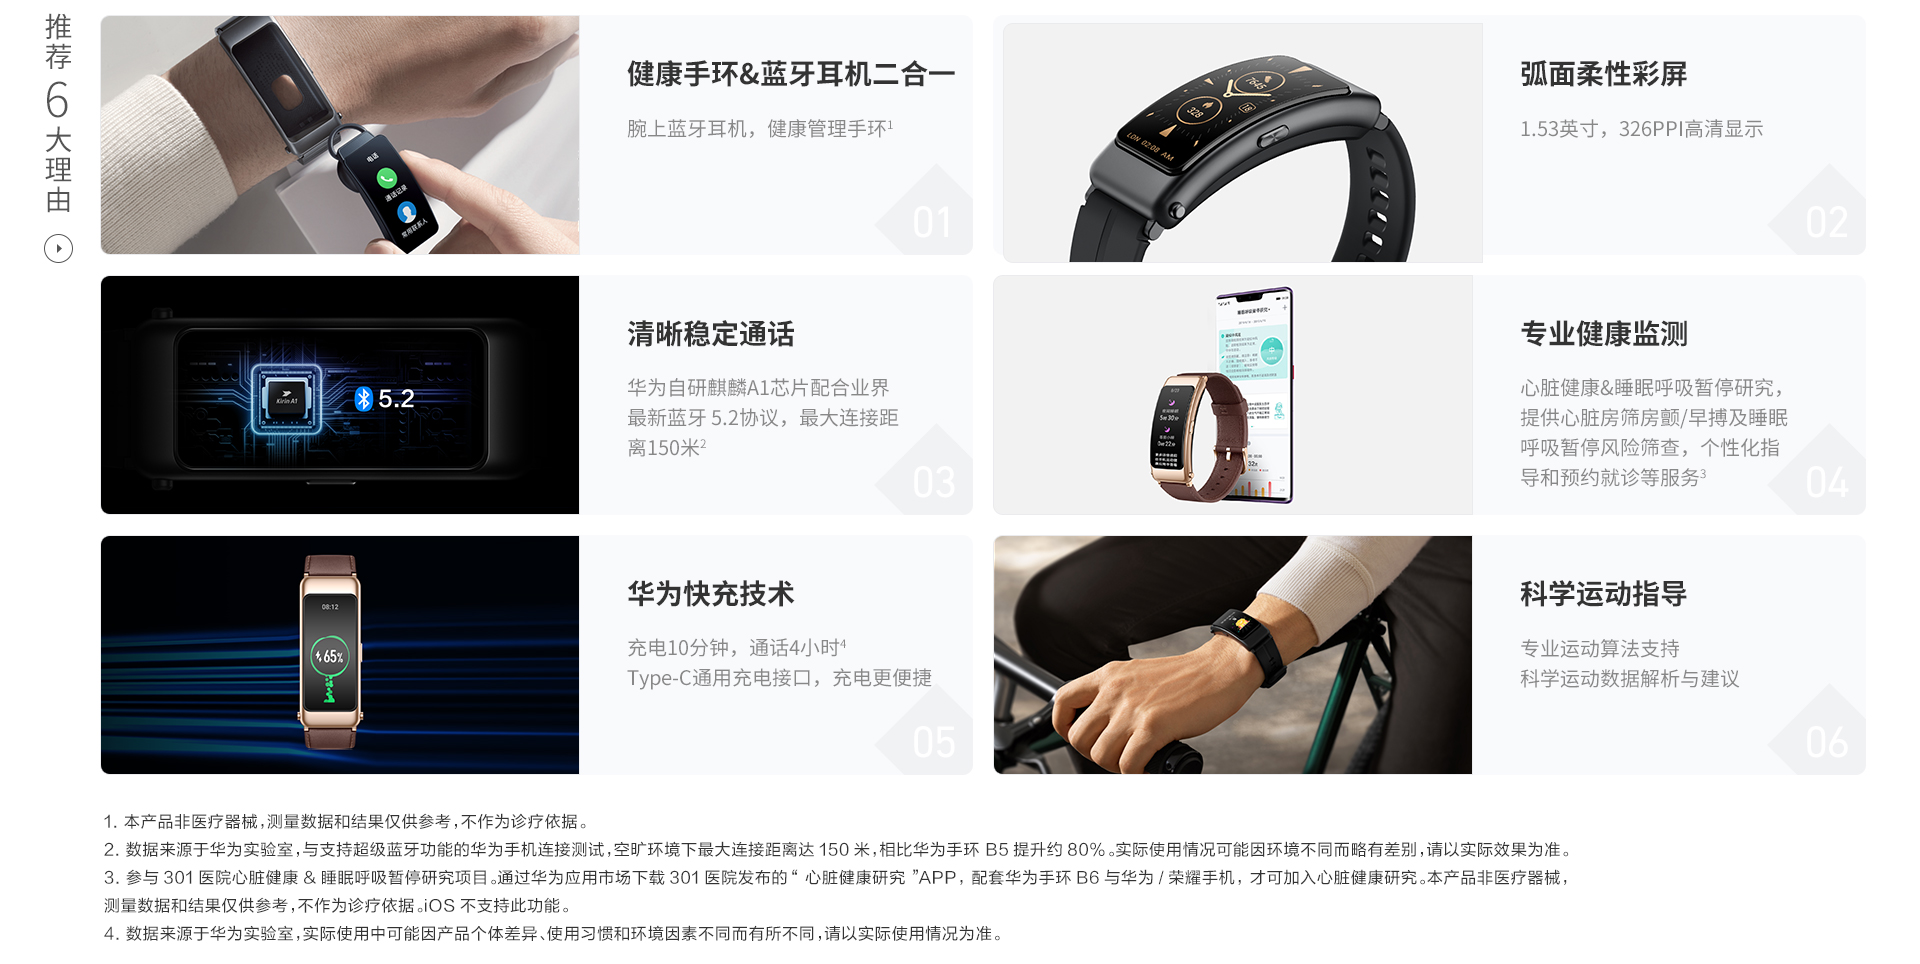 推荐6大理由
健康手环&蓝牙耳机二合一
腕上蓝牙耳机，健康管理手环1
01
电话
通话记录
常用联系人
弧面柔性彩屏
1.53英寸，326PPI高清显示
02
7645
328
18
LON 02:08 AM
清晰稳定通话
华为自研麒麟A1芯片配合业界
最新蓝牙 5.2协议，最大连接距
离150米2
03
Kirin A1
5.2
专业健康监测
心脏健康&睡眠呼吸暂停研究，
提供心脏房筛房颤/早搏及睡眠
呼吸暂停风险筛查，个性化指
导和预约就诊等服务3
04
华为快充技术
充电10分钟，通话4小时4
Type-C通用充电接口，充电更便捷
05
08:12
65%
科学运动指导
专业运动算法支持
科学运动数据解析与建议
06
1. 本产品非医疗器械,测量数据和结果仅供参考,不作为诊疗依据。
2. 数据来源于华为实验室,与支持超级蓝牙功能的华为手机连接测试,空旷环境下最大连接距离达 150 米,相比华为手环 B5 提升约 80%。实际使用情况可能因环境不同而略有差别,请以实际效果为准。
3. 参与 301 医院心脏健康 & 睡眠呼吸暂停研究项目。通过华为应用市场下载 301 医院发布的“ 心脏健康研究 ”APP, 配套华为手环 B6 与华为 / 荣耀手机, 才可加入心脏健康研究。本产品非医疗器械,
测量数据和结果仅供参考,不作为诊疗依据。iOS 不支持此功能。
4. 数据来源于华为实验室,实际使用中可能因产品个体差异、使用习惯和环境因素不同而有所不同,请以实际使用情况为准。